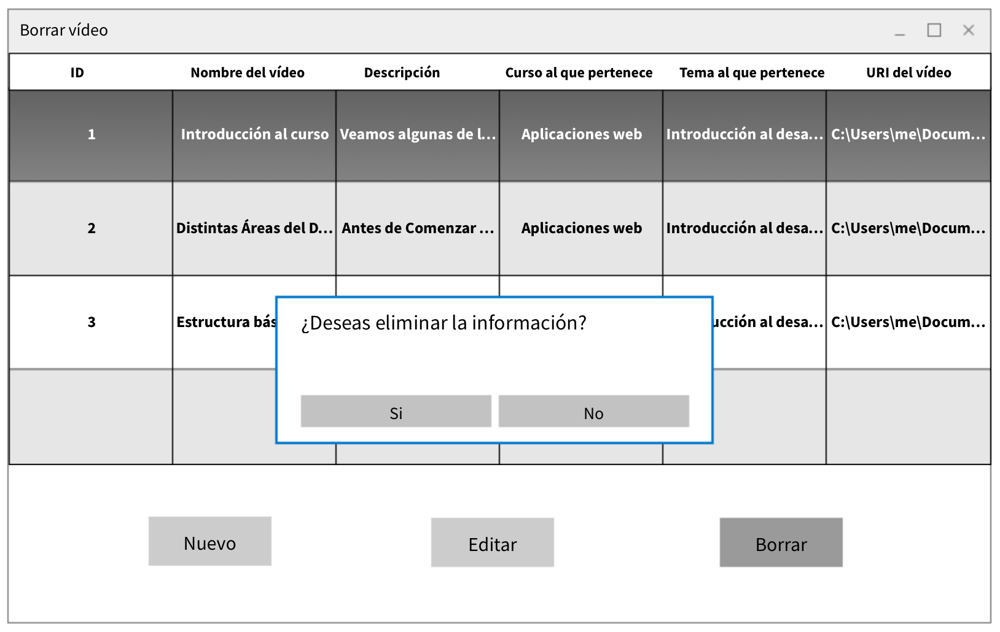 Borrar vídeo
ID Nombre del vídeo Descripción Curso al que pertenece Tema al que pertenece URI del vídeo
1 Introducción al curso Veamos algunas de l... Aplicaciones web Introducción al desa... C:\Users\me\Docum...
2 Distintas Áreas del D... Antes de Comenzar ... Aplicaciones web Introducción al desa... C:\Users\me\Docum...
3 Estructura bás ucción al desa... C:\Users\me\Docum...
¿Deseas eliminar la información?
Si No
Nuevo Editar Borrar